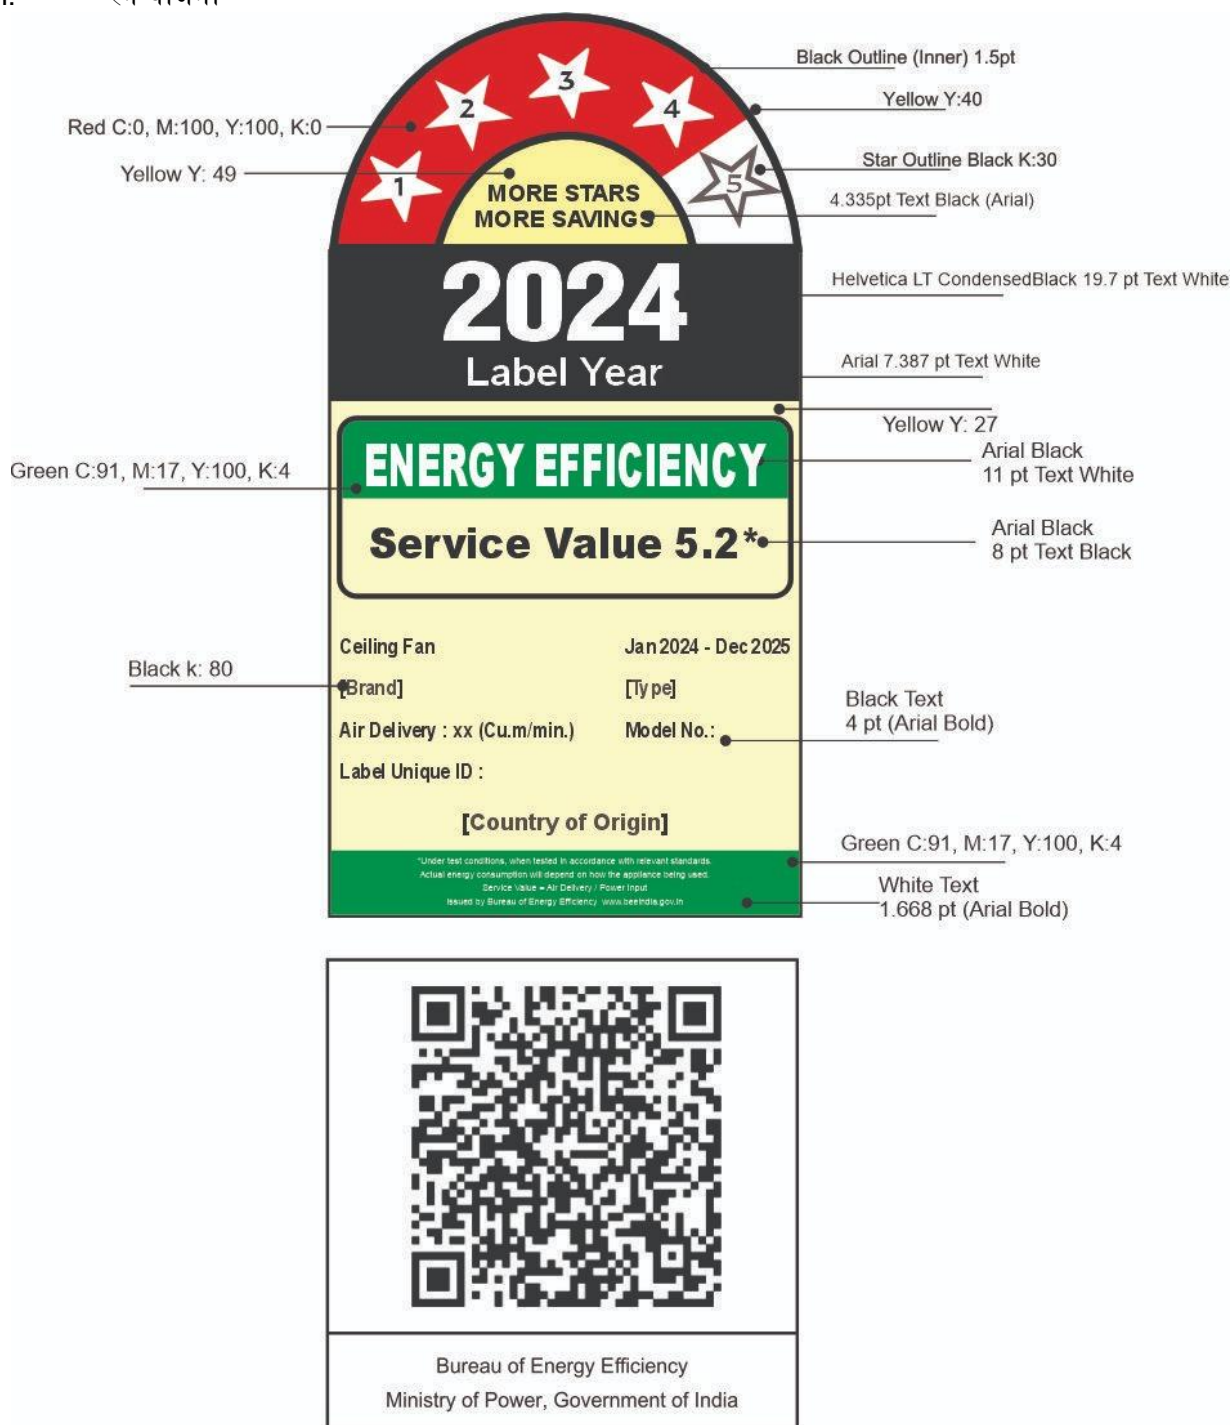 Black Outline (Inner) 1.5pt
Yellow Y:40
Red C:0, M:100, Y:100, K:0
Yellow Y: 49
Star Outline Black K:30
4.335pt Text Black (Arial)
1
2
3
4
5
MORE STARS
MORE SAVINGS
2024
Label Year
Helvetica LT CondensedBlack 19.7 pt Text White
Arial 7.387 pt Text White
Yellow Y: 27
ENERGY EFFICIENCY
Arial Black
11 pt Text White
Green C:91, M:17, Y:100, K:4
Service Value 5.2*
Arial Black
8 pt Text Black
Ceiling Fan Jan 2024 - Dec 2025
Black k: 80
[Brand] [Type]
Air Delivery : xx (Cu.m/min.) Model No.:
Black Text
4 pt (Arial Bold)
Label Unique ID :
[Country of Origin]
Green C:91, M:17, Y:100, K:4
*Under test conditions, when tested in accordance with relevant standards.
Actual energy consumption will depend on how the appliance being used.
Service Value = Air Delivery / Power Input
Issued by Bureau of Energy Efficiency www.beeindia.gov.in
White Text
1.668 pt (Arial Bold)
Bureau of Energy Efficiency
Ministry of Power, Government of India